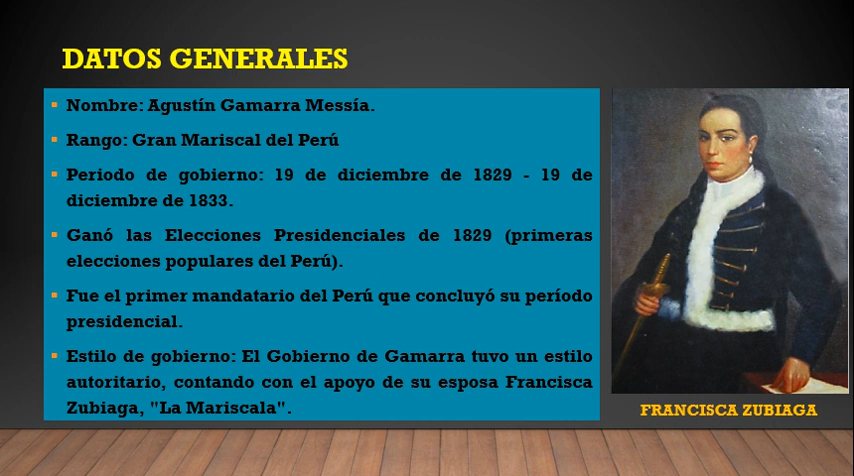 DATOS GENERALES
Nombre: Agustín Gamarra Messía.
Rango: Gran Mariscal del Perú
Periodo de gobierno: 19 de diciembre de 1829 - 19 de
diciembre de 1833.
Ganó las Elecciones Presidenciales de 1829 (primeras
elecciones populares del Perú).
Fue el primer mandatario del Perú que concluyó su período
presidencial.
Estilo de gobierno: El Gobierno de Gamarra tuvo un estilo
autoritario, contando con el apoyo de su esposa Francisca
Zubiaga, "La Mariscala".
FRANCISCA ZUBIAGA